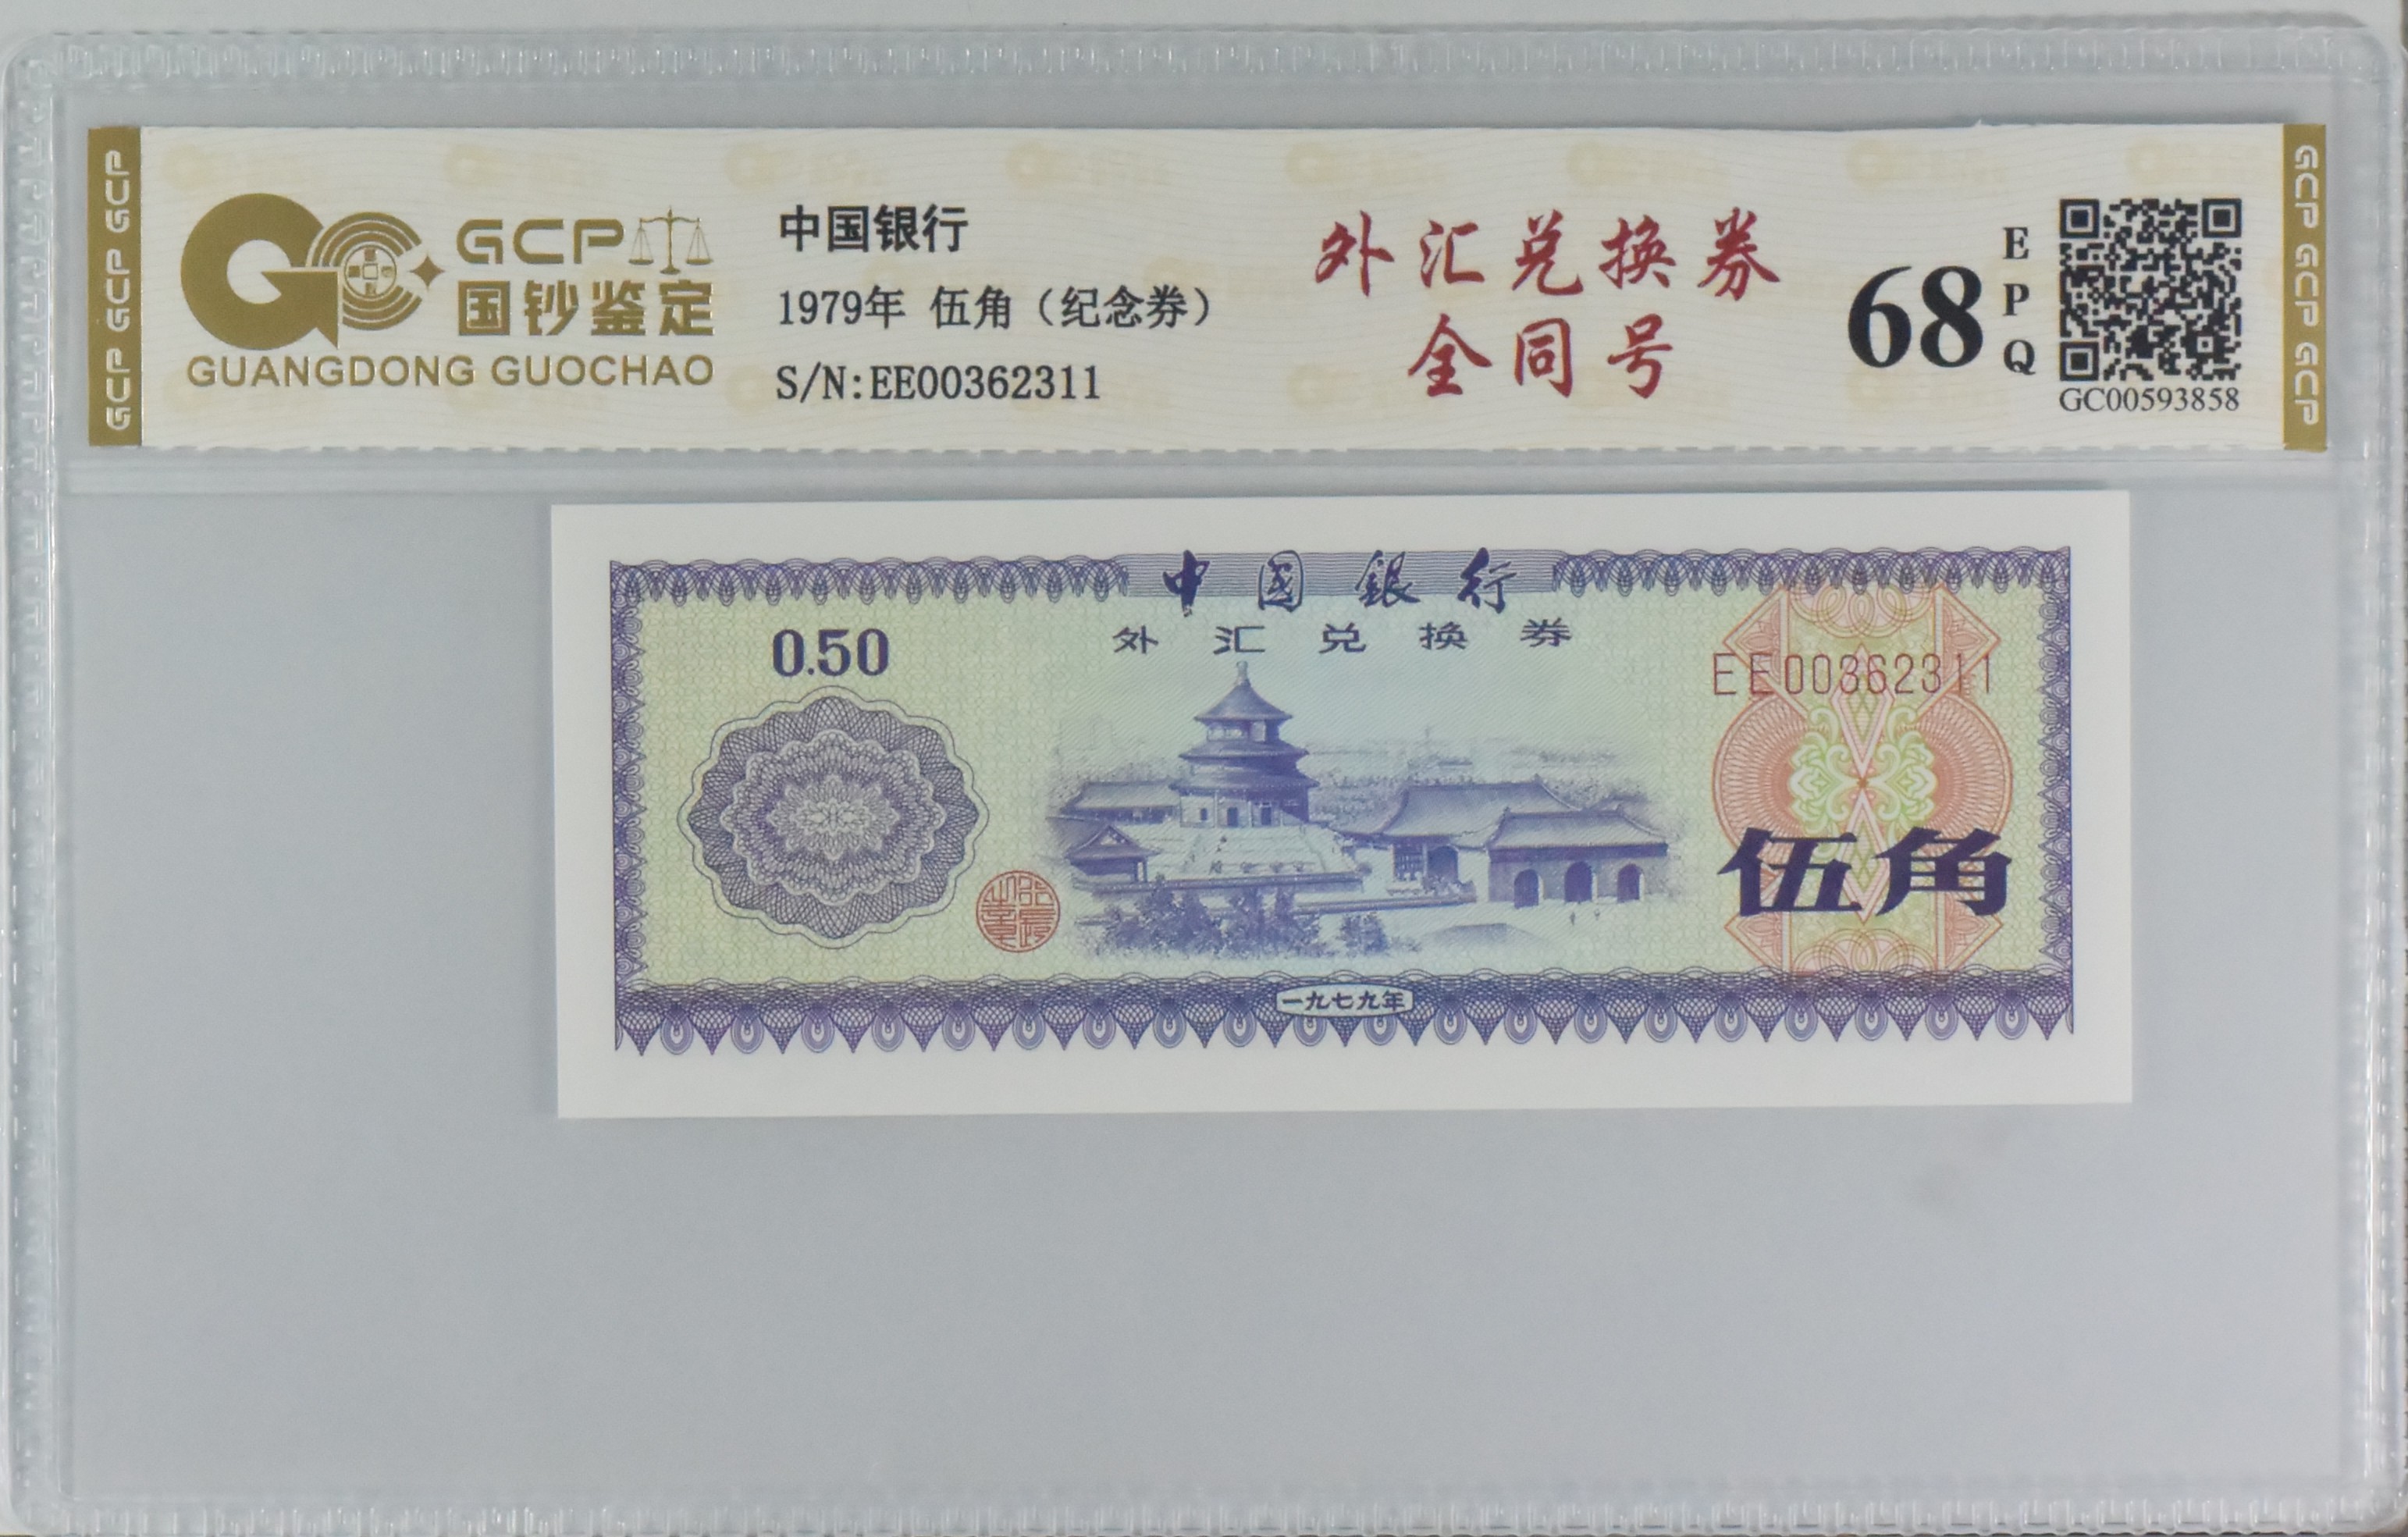 GCP GCP GCP
GCP
国钞鉴定
GUANGDONG GUOCHAO
中国银行
1979年 伍角（纪念券）
S/N:EE00362311
外汇兑换券
全同号
68
EPQ
GC00593858
GCP GCP GCP
中国銀行
外汇兑换券
0.50
EE00362311
伍角
一九七九年